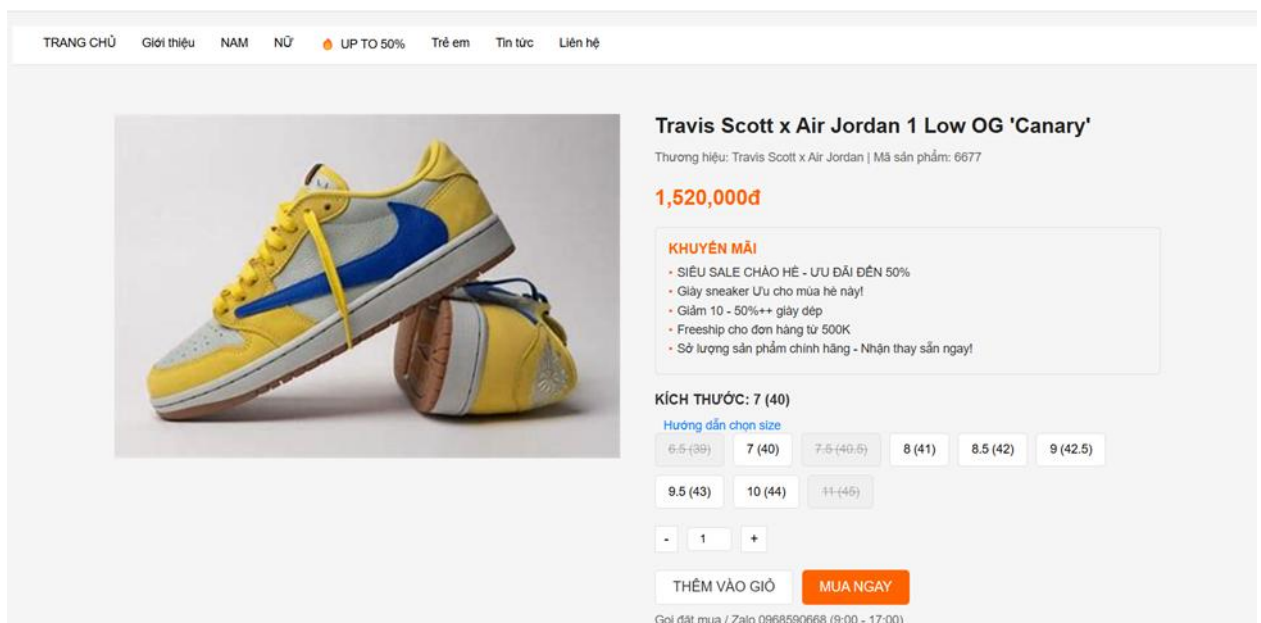 TRANG CHỦ Giới thiệu NAM NỮ 🔥 UP TO 50% Trẻ em Tin tức Liên hệ
Travis Scott x Air Jordan 1 Low OG 'Canary'
Thương hiệu: Travis Scott x Air Jordan | Mã sản phẩm: 6677
1,520,000đ
KHUYẾN MÃI
• SIÊU SALE CHÀO HÈ - ƯU ĐÃI ĐẾN 50%
• Giày sneaker Ưu cho mùa hè này!
• Giảm 10 - 50%++ giày dép
• Freeship cho đơn hàng từ 500K
• Sở lượng sản phẩm chính hãng - Nhận thay sẵn ngay!
KÍCH THƯỚC: 7 (40)
Hướng dẫn chọn size
6.5 (39) 7 (40) 7.5 (40.5) 8 (41) 8.5 (42) 9 (42.5)
9.5 (43) 10 (44) 11 (45)
- 1 +
THÊM VÀO GIỎ MUA NGAY
Gọi đặt mua / Zalo 0968590668 (9:00 - 17:00)